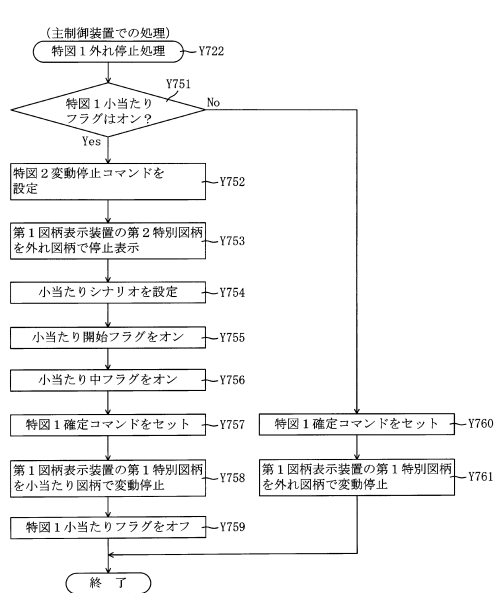 (主制御装置での処理)
特図1外れ停止処理
Y722
Y751
特図1小当たり
フラグはオン?
No
Yes
特図2変動停止コマンドを
設定
Y752
第1図柄表示装置の第2特別図柄
を外れ図柄で停止表示
Y753
小当たりシナリオを設定
Y754
小当たり開始フラグをオン
Y755
小当たり中フラグをオン
Y756
特図1確定コマンドをセット
Y757
特図1確定コマンドをセット
Y760
第1図柄表示装置の第1特別図柄
を小当たり図柄で変動停止
Y758
第1図柄表示装置の第1特別図柄
を外れ図柄で変動停止
Y761
特図1小当たりフラグをオフ
Y759
終 了